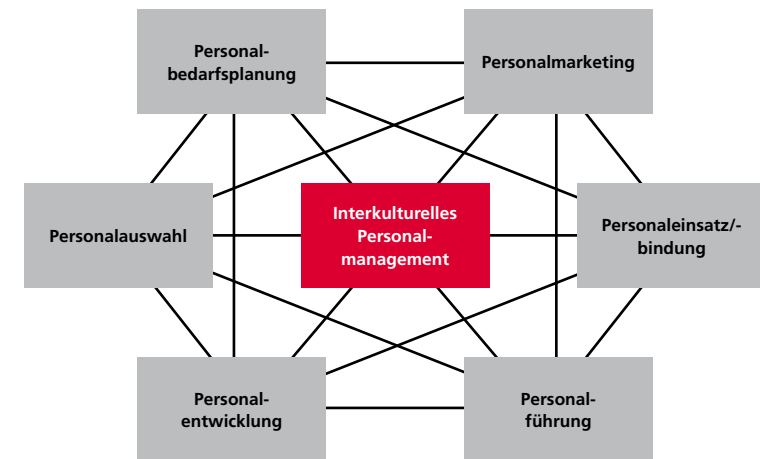 Personal-
bedarfsplanung
Personalmarketing
Personalauswahl
Interkulturelles
Personal-
management
Personaleinsatz/-
bindung
Personal-
entwicklung
Personal-
führung